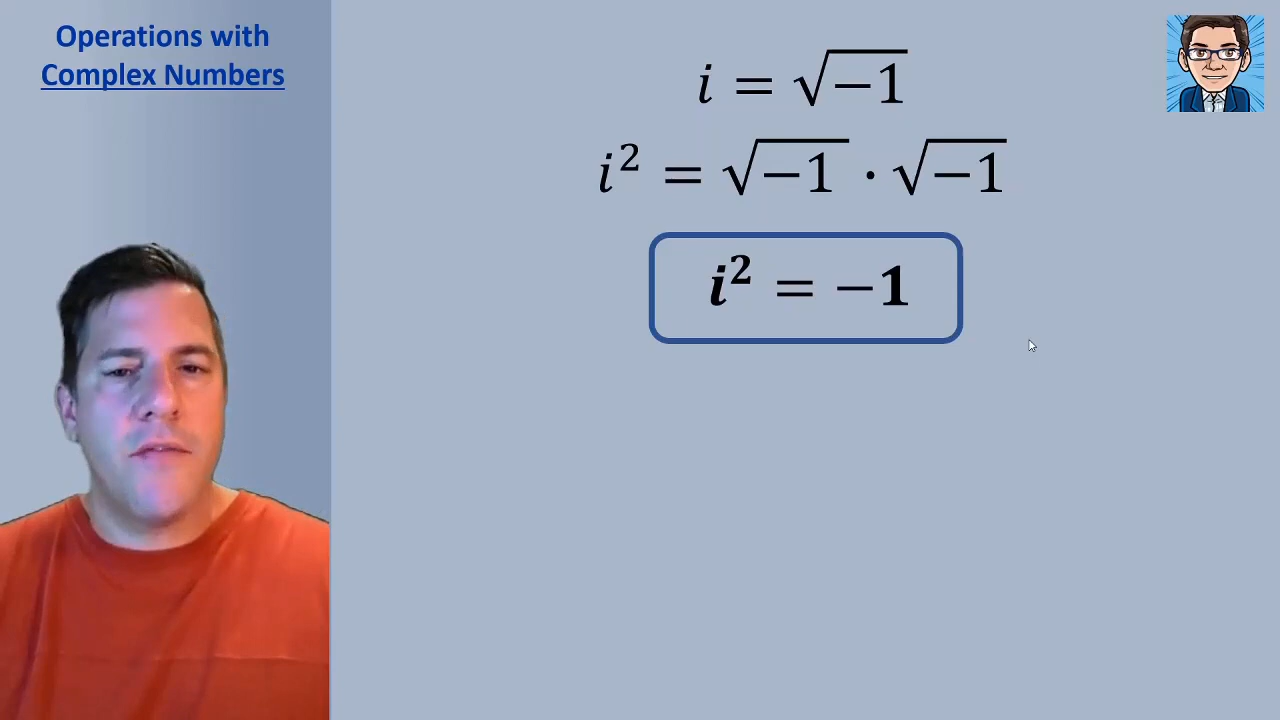 Operations with
Complex Numbers
i = √−1
i² = √−1 · √−1
i² = −1